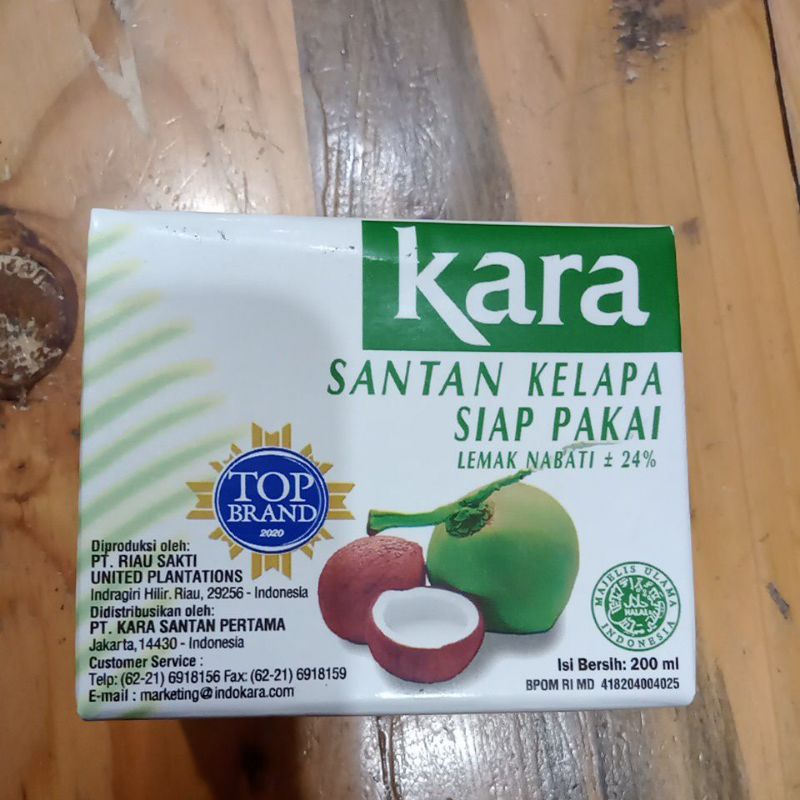 kara
SANTAN KELAPA
SIAP PAKAI
LEMAK NABATI ± 24%
TOP
BRAND
2020
Diproduksi oleh:
PT. RIAU SAKTI
UNITED PLANTATIONS
Indragiri Hilir. Riau, 29256 - Indonesia
Didistribusikan oleh:
PT. KARA SANTAN PERTAMA
Jakarta,14430 - Indonesia
Customer Service :
Telp: (62-21) 6918156 Fax: (62-21) 6918159
E-mail : marketing@indokara.com
MAJELIS ULAMA
حلال
HALAL
INDONESIA
Isi Bersih: 200 ml
BPOM RI MD 418204004025